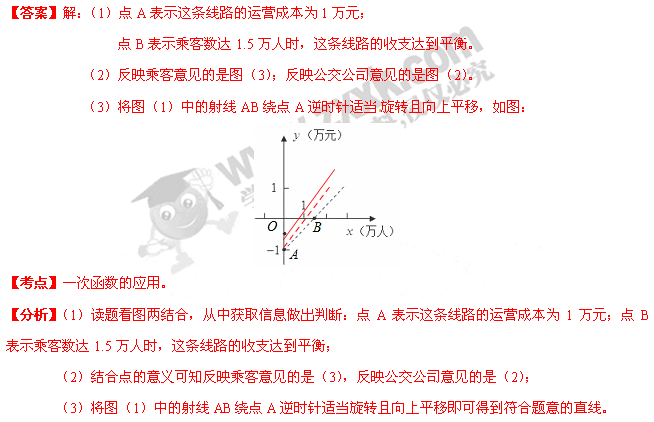 【答案】解：（1）点 A 表示这条线路的运营成本为 1 万元；
点 B 表示乘客数达 1.5 万人时，这条线路的收支达到平衡。
（2）反映乘客意见的是图（3）；反映公交公司意见的是图（2）。
（3）将图（1）中的射线 AB 绕点 A 逆时针适当旋转且向上平移，如图：
y（万元）
1
1
O B x（万人）
−1 A
【考点】一次函数的应用。
【分析】（1）读题看图两结合，从中获取信息做出判断：点 A 表示这条线路的运营成本为 1 万元；点 B
表示乘客数达 1.5 万人时，这条线路的收支达到平衡；
（2）结合点的意义可知反映乘客意见的是（3），反映公交公司意见的是（2）；
（3）将图（1）中的射线 AB 绕点 A 逆时针适当旋转且向上平移即可得到符合题意的直线。